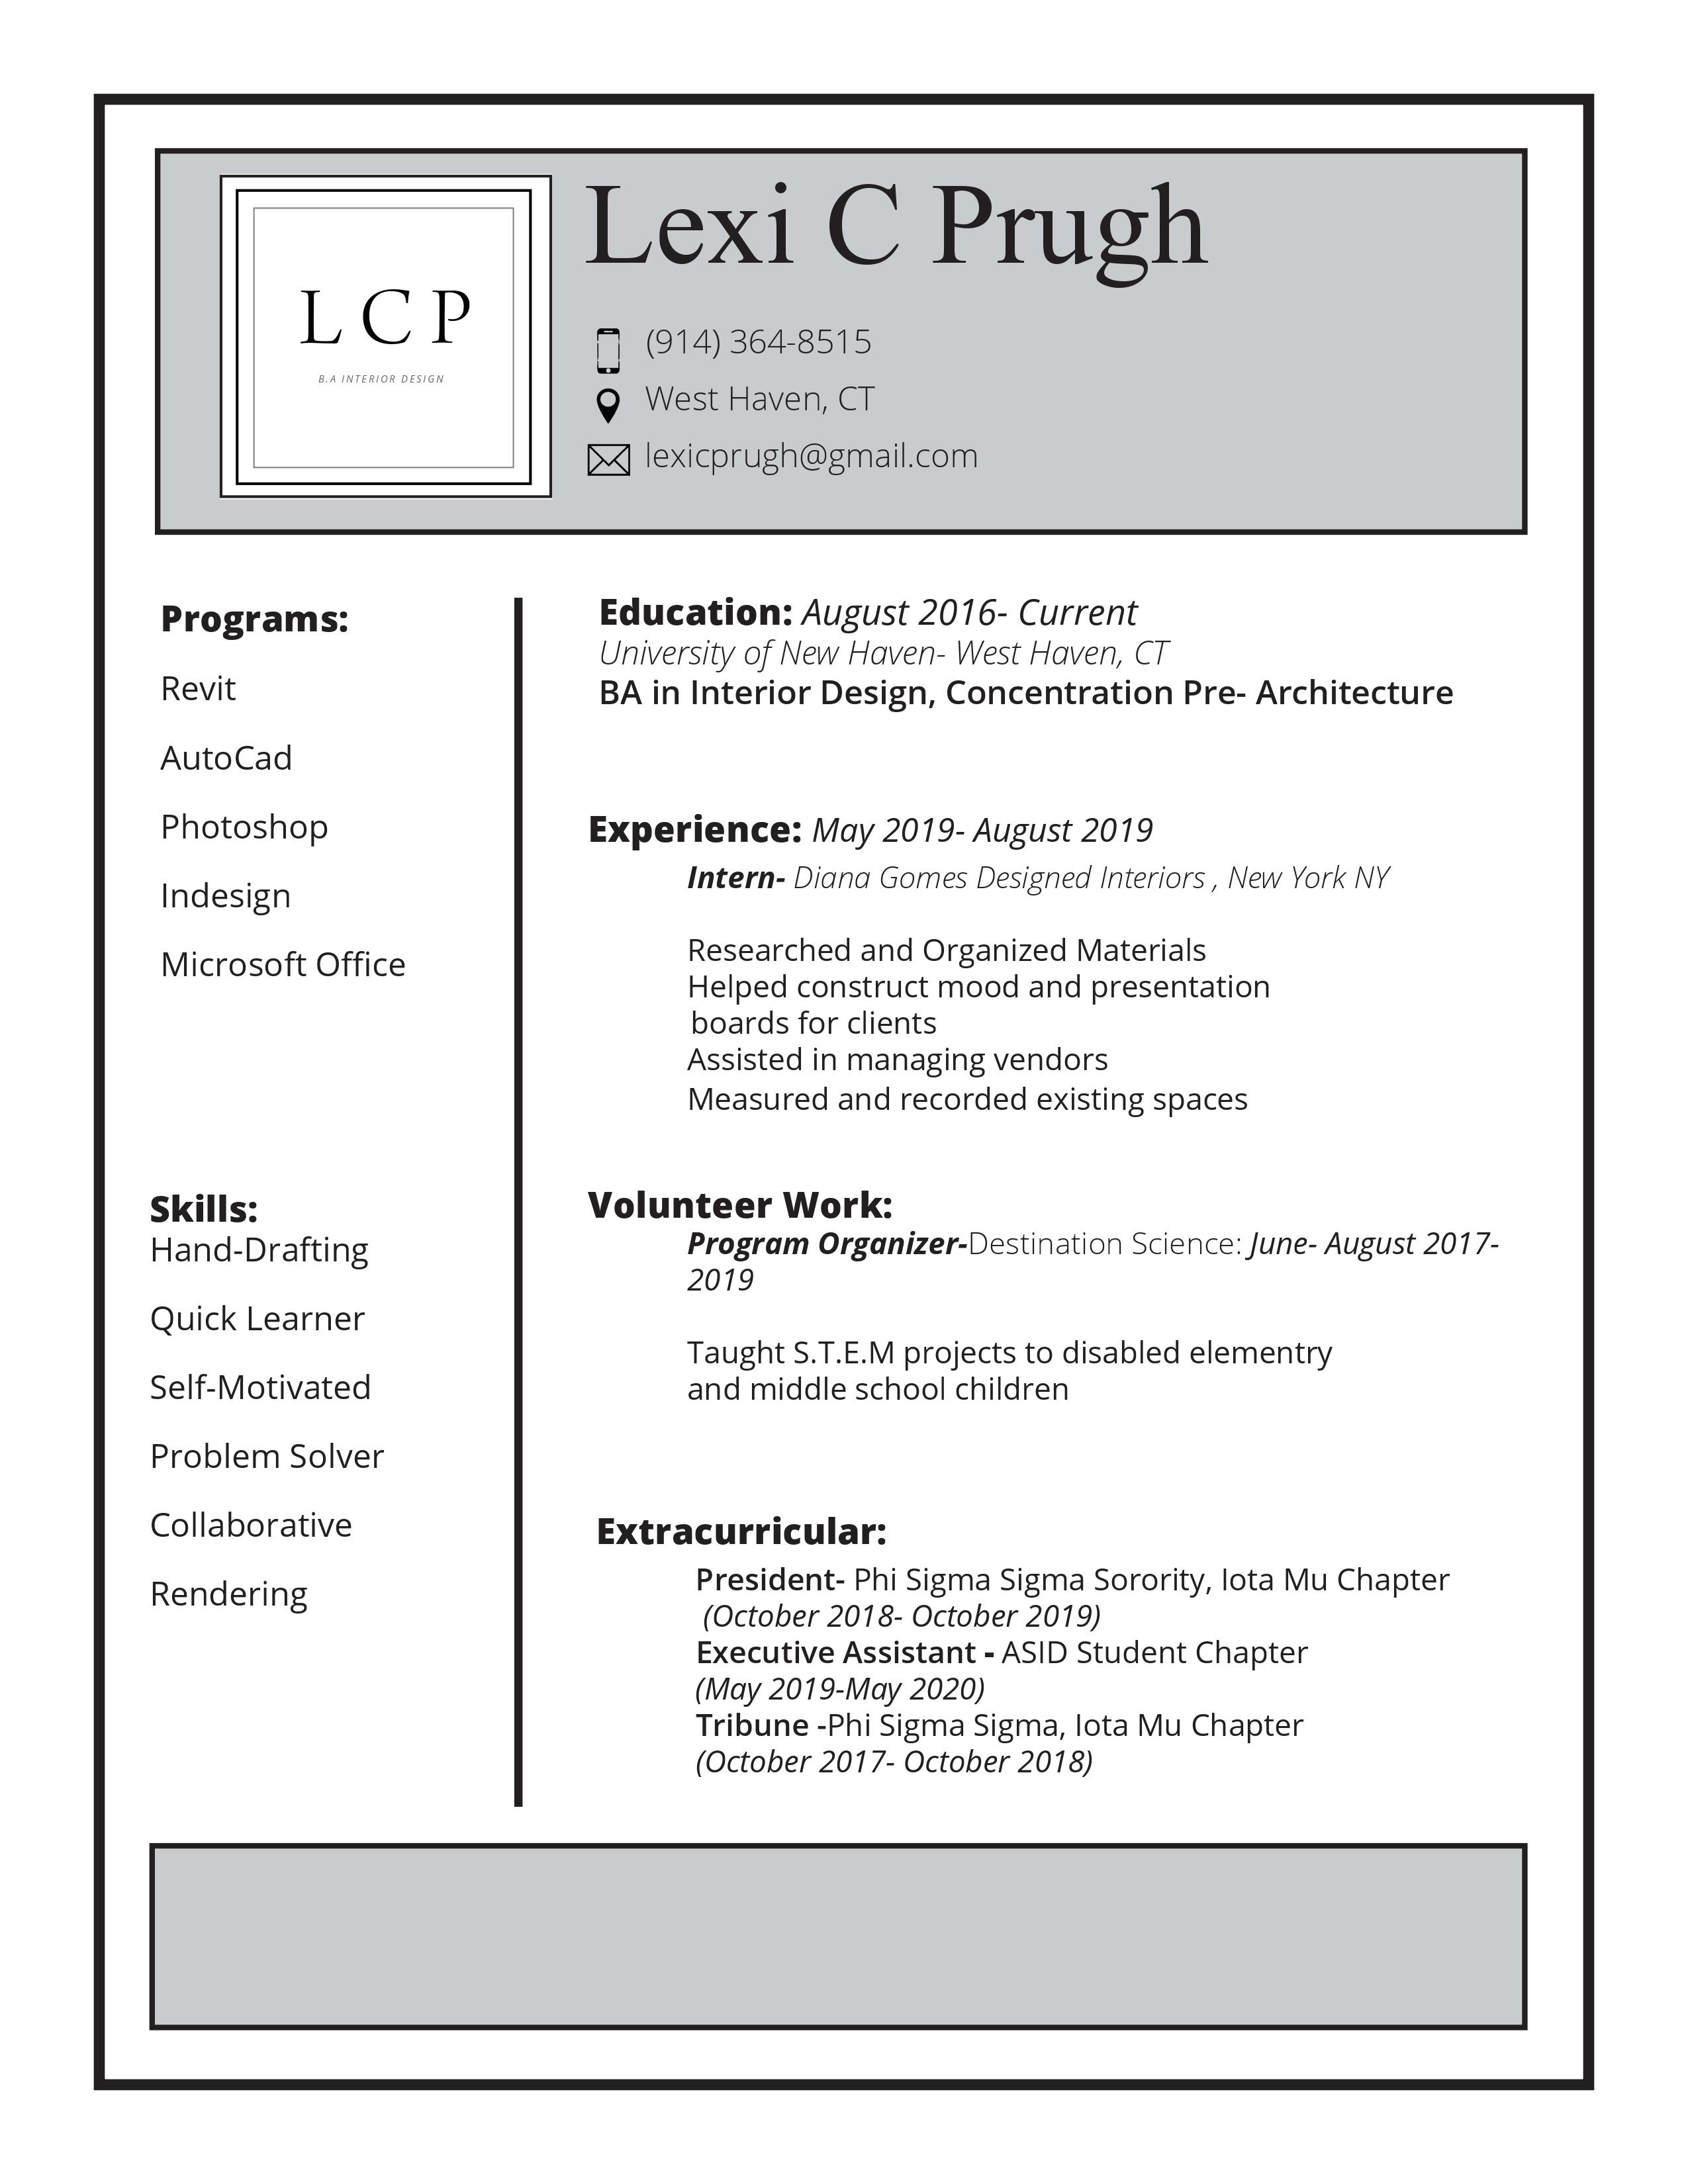 L C P
B.A INTERIOR DESIGN
Lexi C Prugh
(914) 364-8515
West Haven, CT
lexicprugh@gmail.com
Programs:
Revit
AutoCad
Photoshop
Indesign
Microsoft Office
Skills:
Hand-Drafting
Quick Learner
Self-Motivated
Problem Solver
Collaborative
Rendering
Education: August 2016- Current
University of New Haven- West Haven, CT
BA in Interior Design, Concentration Pre- Architecture
Experience: May 2019- August 2019
Intern- Diana Gomes Designed Interiors , New York NY
Researched and Organized Materials
Helped construct mood and presentation
boards for clients
Assisted in managing vendors
Measured and recorded existing spaces
Volunteer Work:
Program Organizer-Destination Science: June- August 2017-
2019
Taught S.T.E.M projects to disabled elementry
and middle school children
Extracurricular:
President- Phi Sigma Sigma Sorority, Iota Mu Chapter
(October 2018- October 2019)
Executive Assistant - ASID Student Chapter
(May 2019-May 2020)
Tribune -Phi Sigma Sigma, Iota Mu Chapter
(October 2017- October 2018)